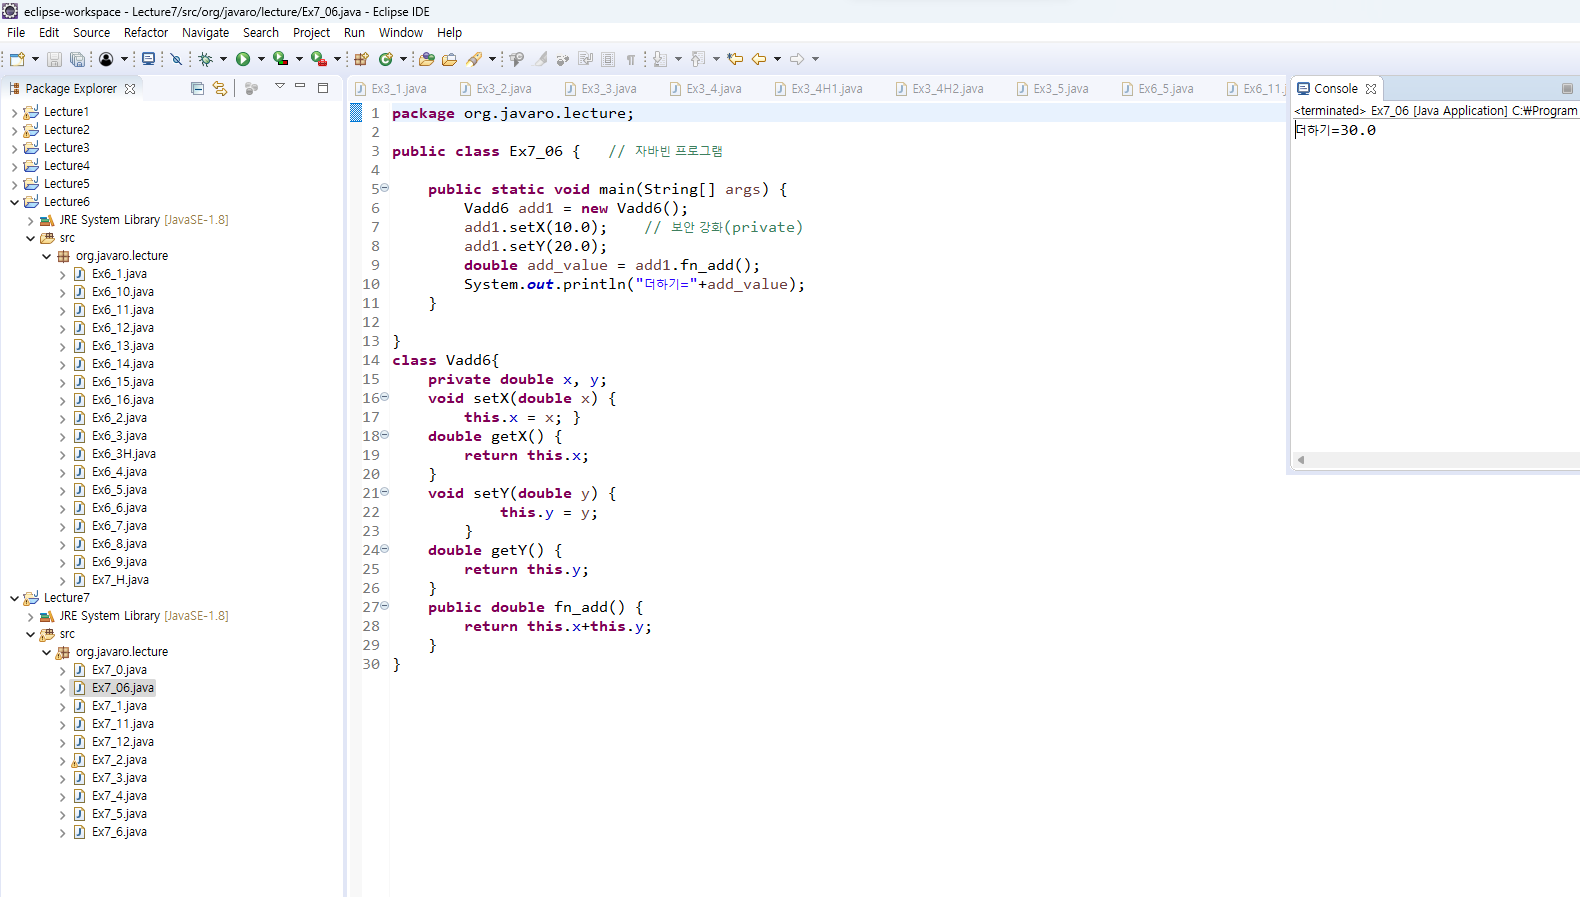 eclipse-workspace - Lecture7/src/org/javaro/lecture/Ex7_06.java - Eclipse IDE
File Edit Source Refactor Navigate Search Project Run Window Help
Package Explorer
Lecture1
Lecture2
Lecture3
Lecture4
Lecture5
Lecture6
JRE System Library [JavaSE-1.8]
src
org.javaro.lecture
Ex6_1.java
Ex6_10.java
Ex6_11.java
Ex6_12.java
Ex6_13.java
Ex6_14.java
Ex6_15.java
Ex6_16.java
Ex6_2.java
Ex6_3.java
Ex6_3H.java
Ex6_4.java
Ex6_5.java
Ex6_6.java
Ex6_7.java
Ex6_8.java
Ex6_9.java
Ex7_H.java
Lecture7
JRE System Library [JavaSE-1.8]
src
org.javaro.lecture
Ex7_0.java
Ex7_06.java
Ex7_1.java
Ex7_11.java
Ex7_12.java
Ex7_2.java
Ex7_3.java
Ex7_4.java
Ex7_5.java
Ex7_6.java
Ex3_1.java Ex3_2.java Ex3_3.java Ex3_4.java Ex3_4H1.java Ex3_4H2.java Ex3_5.java Ex6_5.java Ex6_11.j
1 package org.javaro.lecture;
2
3 public class Ex7_06 { // 자바빈 프로그램
4
5 public static void main(String[] args) {
6 Vadd6 add1 = new Vadd6();
7 add1.setX(10.0); // 보안 강화(private)
8 add1.setY(20.0);
9 double add_value = add1.fn_add();
10 System.out.println("더하기="+add_value);
11 }
12
13 }
14 class Vadd6{
15 private double x, y;
16 void setX(double x) {
17 this.x = x; }
18 double getX() {
19 return this.x;
20 }
21 void setY(double y) {
22 this.y = y;
23 }
24 double getY() {
25 return this.y;
26 }
27 public double fn_add() {
28 return this.x+this.y;
29 }
30 }
Console
<terminated> Ex7_06 [Java Application] C:₩Program
더하기=30.0